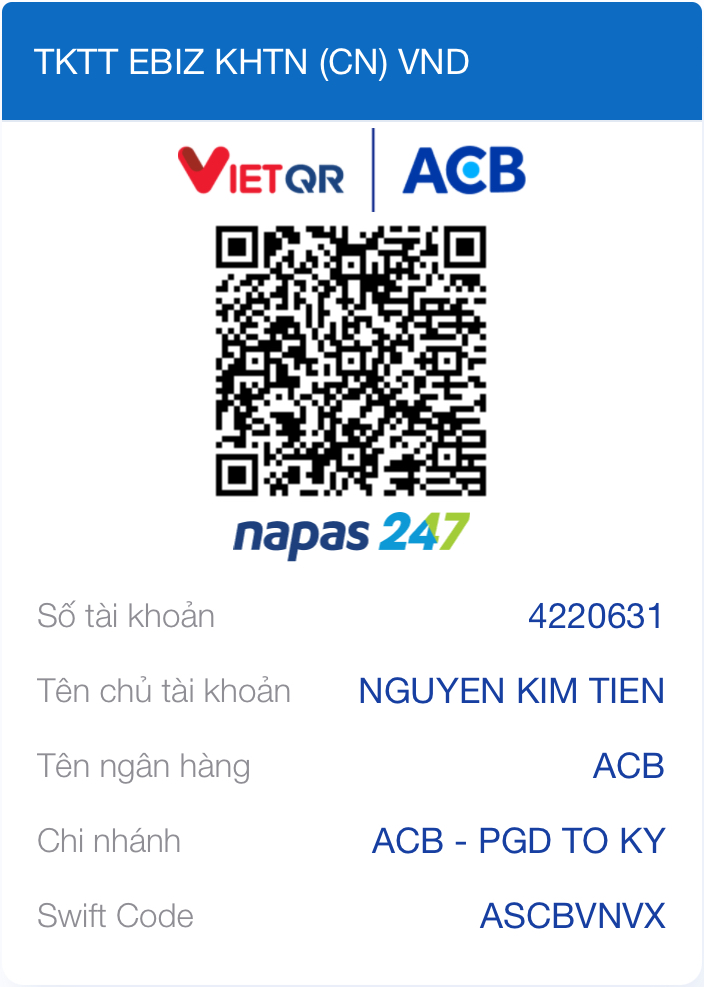 TKTT EBIZ KHTN (CN) VND
VIETQR ACB
napas 247
Số tài khoản 4220631
Tên chủ tài khoản NGUYEN KIM TIEN
Tên ngân hàng ACB
Chi nhánh ACB - PGD TO KY
Swift Code ASCBVNVX